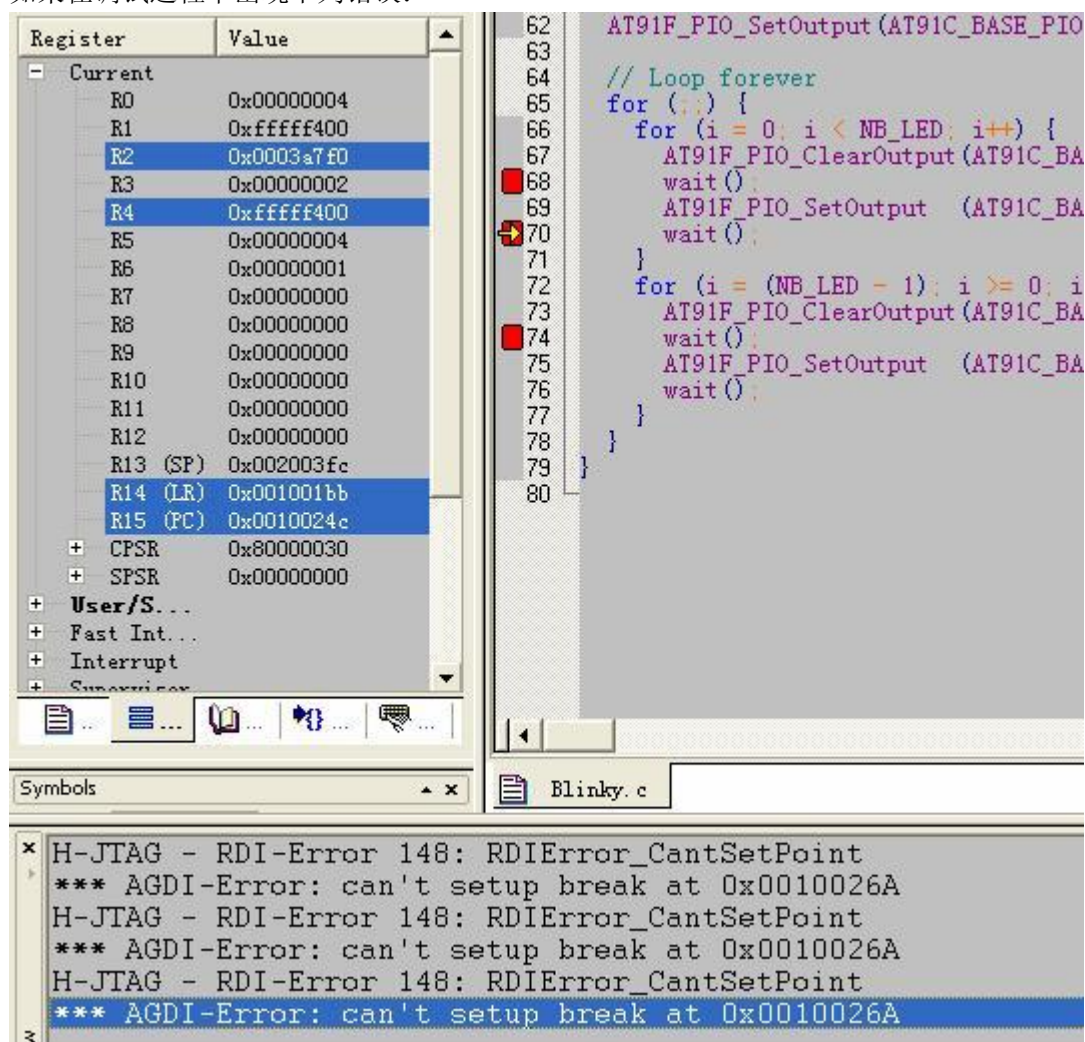 Register Value
Current
R0 0x00000004
R1 0xfffff400
R2 0x0003a7f0
R3 0x00000002
R4 0xfffff400
R5 0x00000004
R6 0x00000001
R7 0x00000000
R8 0x00000000
R9 0x00000000
R10 0x00000000
R11 0x00000000
R12 0x00000000
R13 (SP) 0x002003fc
R14 (LR) 0x001001bb
R15 (PC) 0x0010024c
CPSR 0x80000030
SPSR 0x00000000
User/S...
Fast Int...
Interrupt
62 AT91F_PIO_SetOutput(AT91C_BASE_PIO
63
64 // Loop forever
65 for (;;) {
66 for (i = 0; i < NB_LED; i++) {
67 AT91F_PIO_ClearOutput(AT91C_BA
68 wait();
69 AT91F_PIO_SetOutput (AT91C_BA
70 wait();
71 }
72 for (i = (NB_LED - 1); i >= 0; i
73 AT91F_PIO_ClearOutput(AT91C_BA
74 wait();
75 AT91F_PIO_SetOutput (AT91C_BA
76 wait();
77 }
78 }
79 }
80
Symbols
Blinky.c
H-JTAG - RDI-Error 148: RDIError_CantSetPoint
*** AGDI-Error: can't setup break at 0x0010026A
H-JTAG - RDI-Error 148: RDIError_CantSetPoint
*** AGDI-Error: can't setup break at 0x0010026A
H-JTAG - RDI-Error 148: RDIError_CantSetPoint
*** AGDI-Error: can't setup break at 0x0010026A